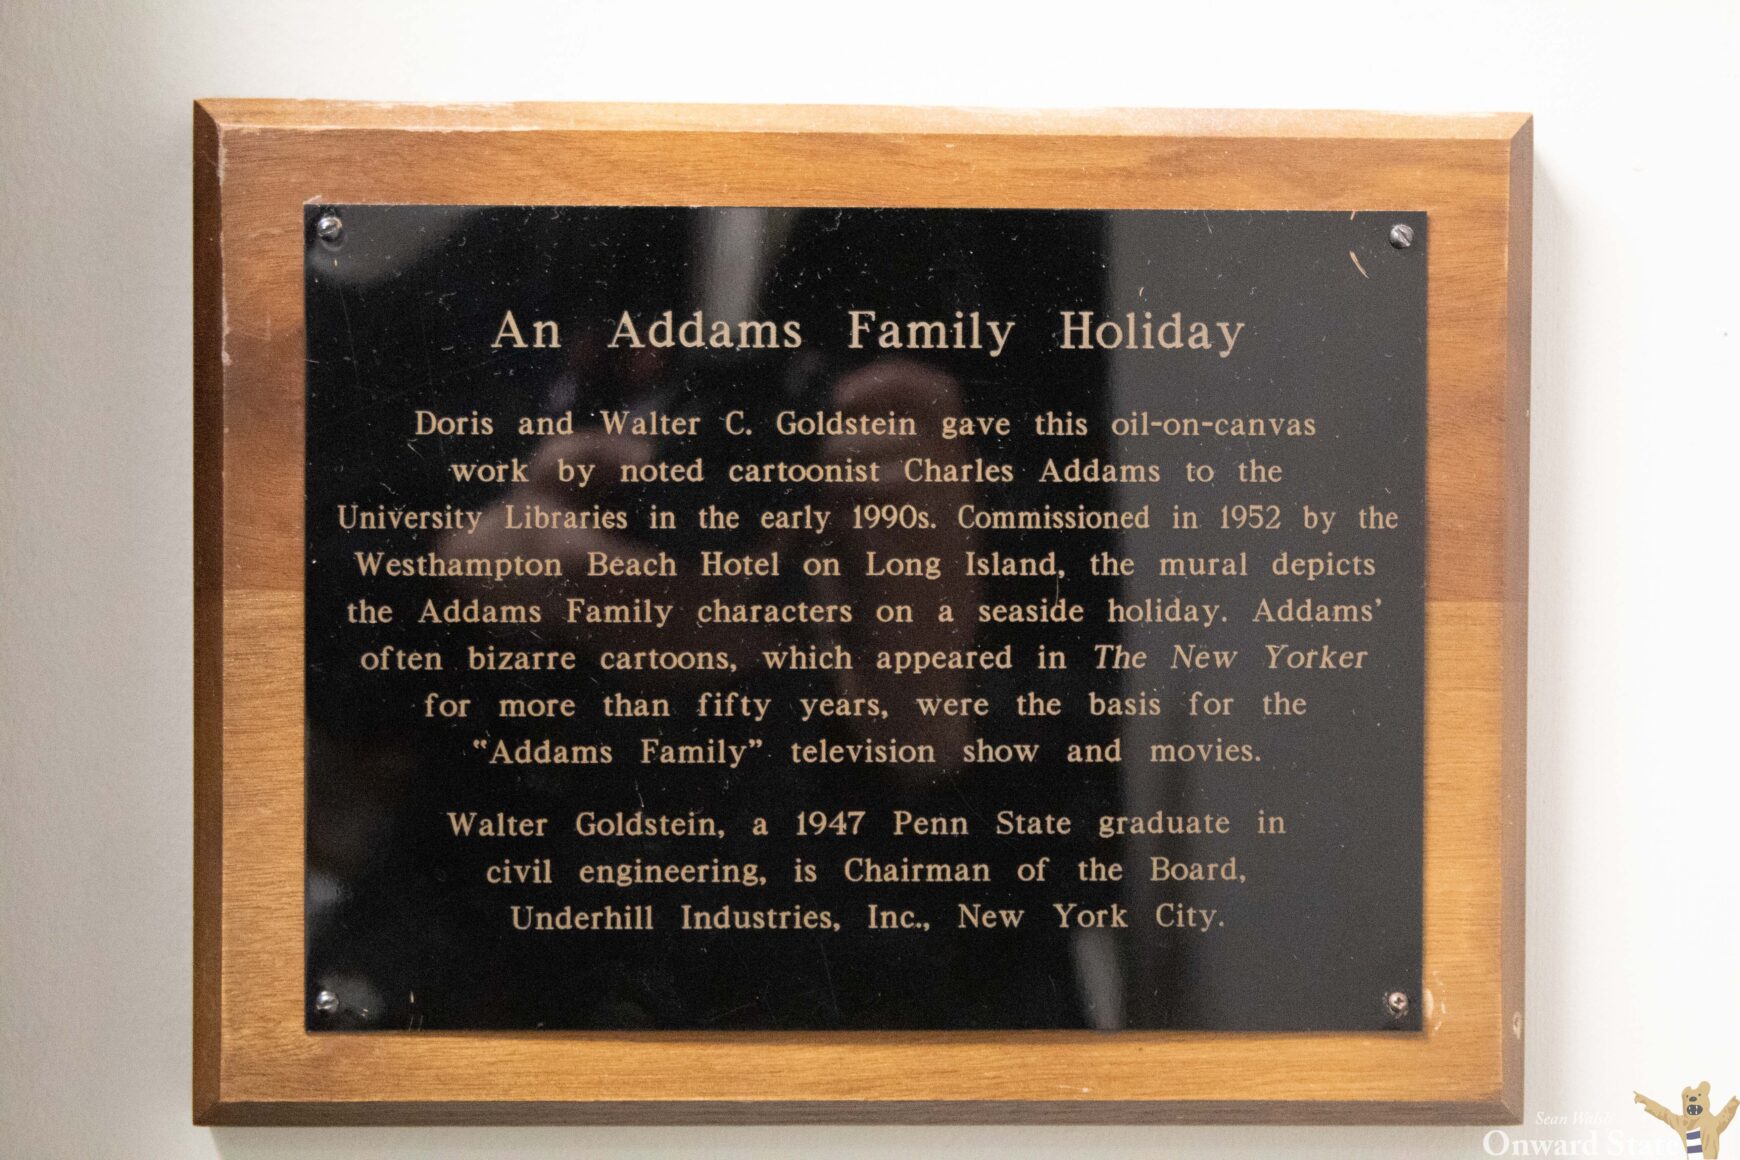 An Addams Family Holiday
Doris and Walter C. Goldstein gave this oil-on-canvas
work by noted cartoonist Charles Addams to the
University Libraries in the early 1990s. Commissioned in 1952 by the
Westhampton Beach Hotel on Long Island, the mural depicts
the Addams Family characters on a seaside holiday. Addams'
often bizarre cartoons, which appeared in The New Yorker
for more than fifty years, were the basis for the
“Addams Family” television show and movies.
Walter Goldstein, a 1947 Penn State graduate in
civil engineering, is Chairman of the Board,
Underhill Industries, Inc., New York City.
Sean Walsh
Onward State